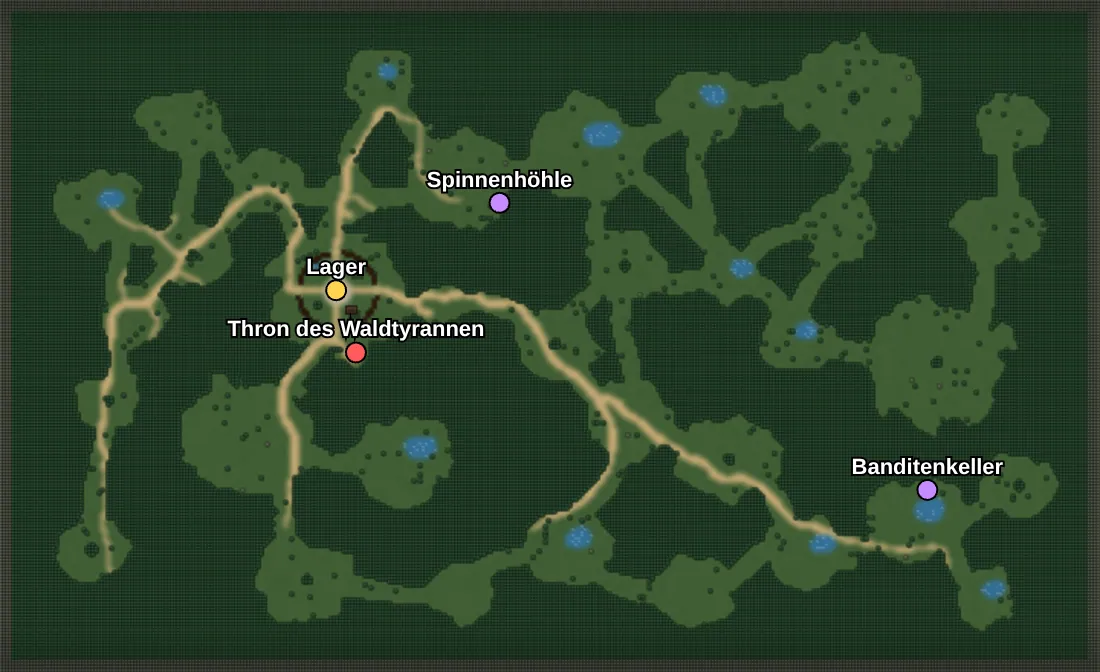 Spinnenhöhle
Lager
Thron des Waldtyrannen
Banditenkeller